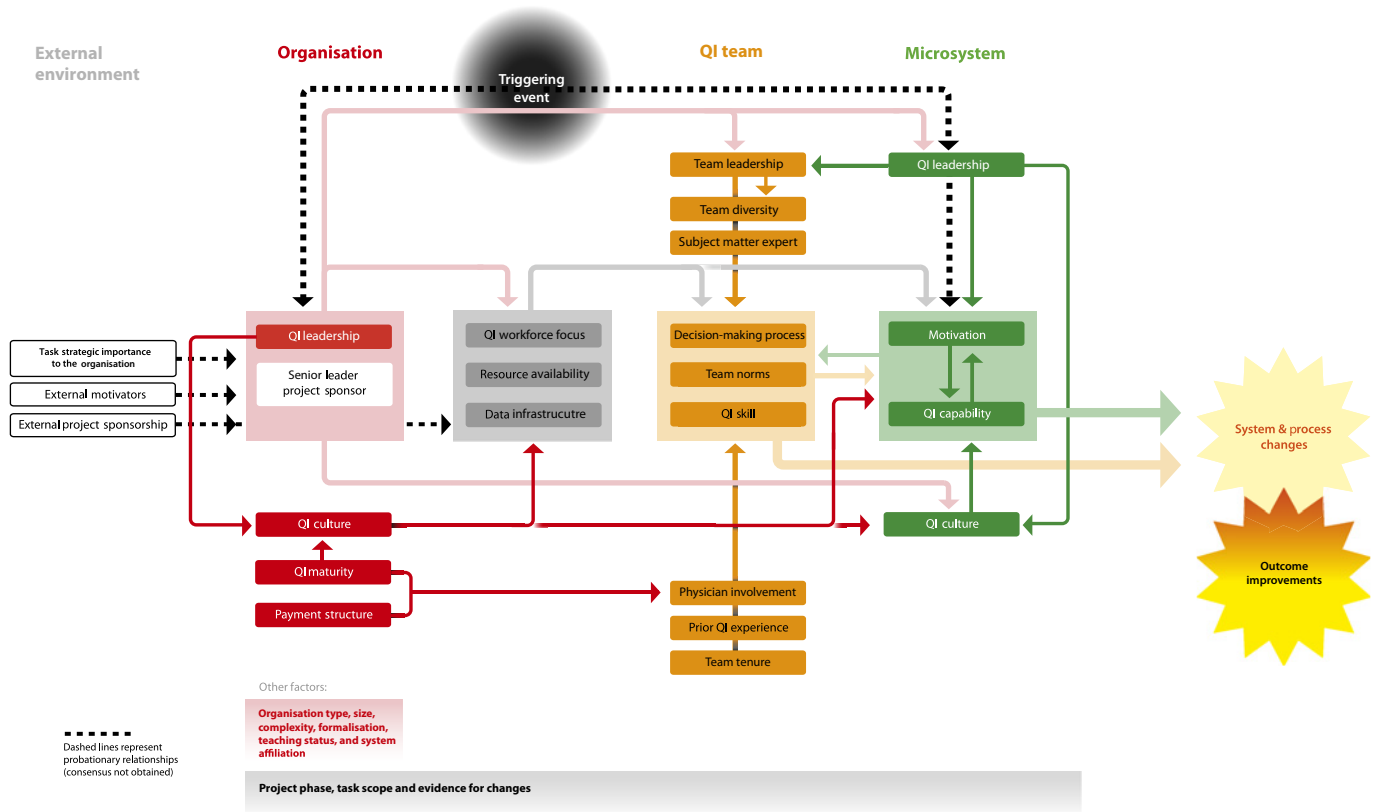 External
environment
Organisation
QI team
Microsystem
Triggering
event
Team leadership
QI leadership
Team diversity
Subject matter expert
QI leadership
Senior leader
project sponsor
QI workforce focus
Resource availability
Data infrastrucutre
Decision-making process
Team norms
QI skill
Motivation
QI capability
Task strategic importance
to the organisation
External motivators
External project sponsorship
System & process
changes
QI culture
QI culture
QI maturity
Payment structure
Physician involvement
Prior QI experience
Team tenure
Outcome
improvements
Other factors:
Organisation type, size,
complexity, formalisation,
teaching status, and system
affiliation
Dashed lines represent
probationary relationships
(consensus not obtained)
Project phase, task scope and evidence for changes